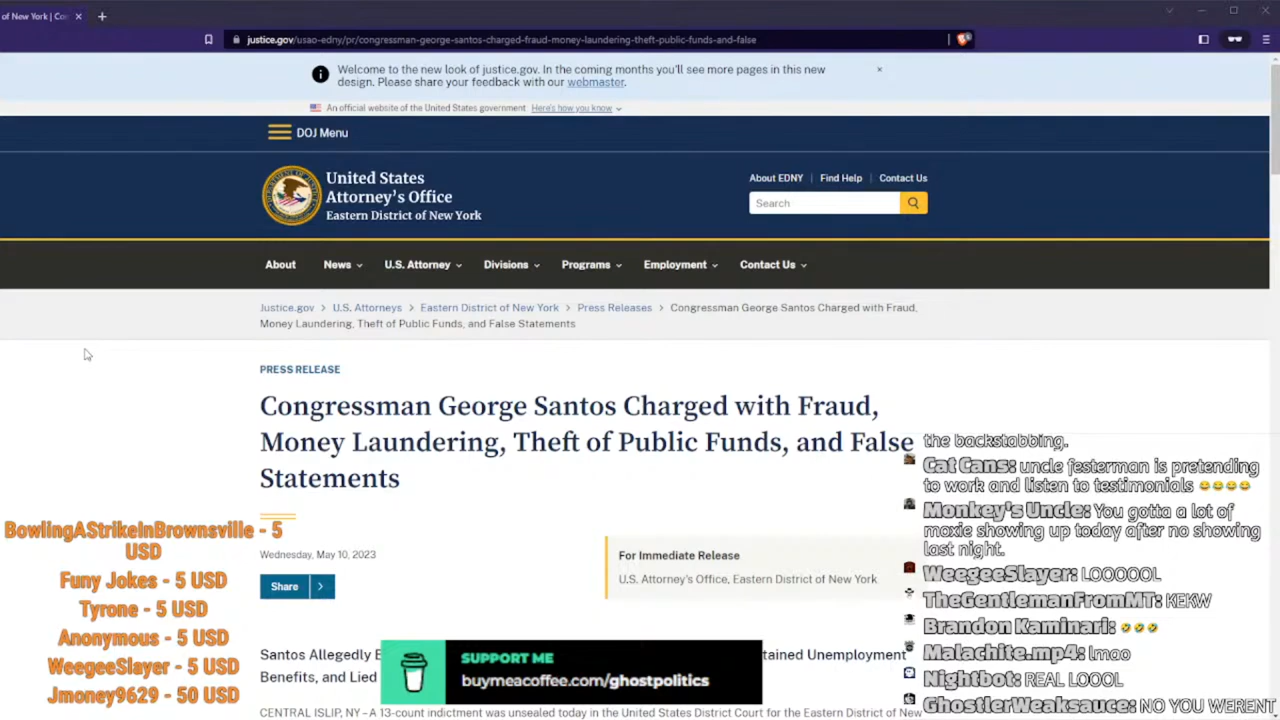 of New York | Co
justice.gov/usao-edny/pr/congressman-george-santos-charged-fraud-money-laundering-theft-public-funds-and-false
Welcome to the new look of justice.gov. In the coming months you'll see more pages in this new
design. Please share your feedback with our webmaster.
An official website of the United States government Here's how you know
DOJ Menu
United States
Attorney's Office
Eastern District of New York
About EDNY | Find Help | Contact Us
Search
About News U.S. Attorney Divisions Programs Employment Contact Us
Justice.gov > U.S. Attorneys > Eastern District of New York > Press Releases > Congressman George Santos Charged with Fraud,
Money Laundering, Theft of Public Funds, and False Statements
PRESS RELEASE
Congressman George Santos Charged with Fraud,
Money Laundering, Theft of Public Funds, and False
Statements
Wednesday, May 10, 2023
Share
For Immediate Release
U.S. Attorney's Office, Eastern District of New York
Santos Allegedly E
tained Unemployment
Benefits, and Lied
CENTRAL ISLIP, NY – A 13-count indictment was unsealed today in the United States District Court for the Eastern District of New
BowlingAStrikeInBrownsville - 5
USD
Funy Jokes - 5 USD
Tyrone - 5 USD
Anonymous - 5 USD
WeegeeSlayer - 5 USD
Jmoney9629 - 50 USD
SUPPORT ME
buymeacoffee.com/ghostpolitics
the backstabbing.
Cat Cans: uncle festerman is pretending
to work and listen to testimonials
Monkey's Uncle: You gotta a lot of
moxie showing up today after no showing
last night.
WeegeeSlayer: LOOOOOL
TheGentlemanFromMT: KEKW
Brandon Kaminari:
Malachite.mp4: lmao
Nightbot: REAL LOOOL
GhostlerWeaksauce: NO YOU WERENT